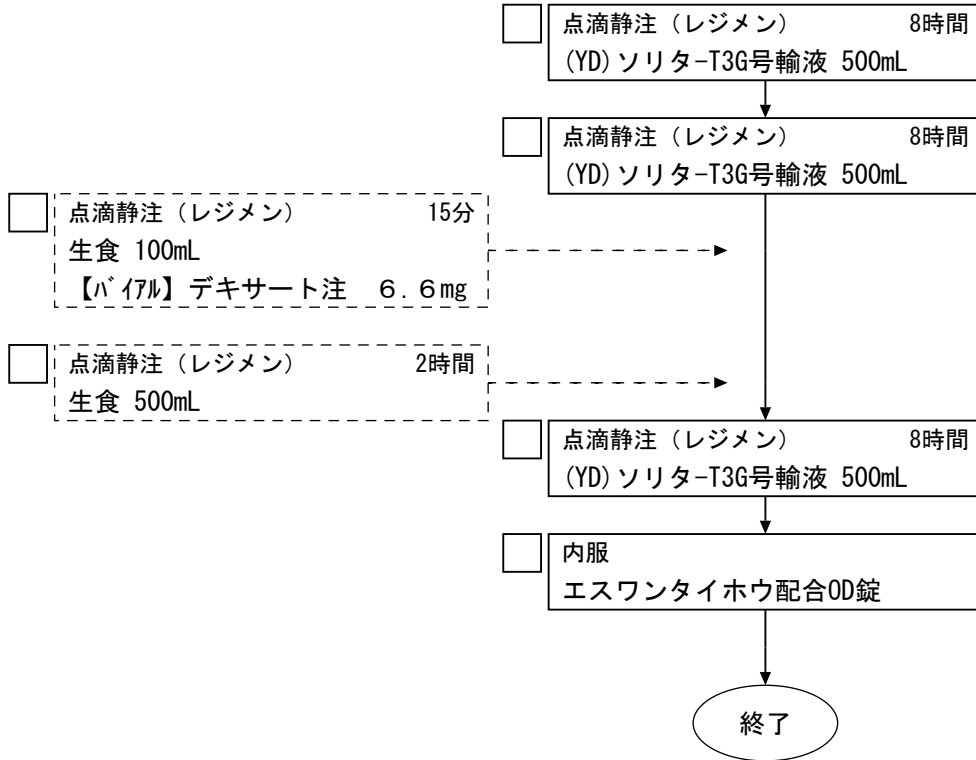 点滴静注（レジメン） 8時間
(YD)ソリタ-T3G号輸液 500mL
点滴静注（レジメン） 8時間
(YD)ソリタ-T3G号輸液 500mL
点滴静注（レジメン） 15分
生食 100mL
【ﾊﾞｲｱﾙ】デキサート注　６.６mg
点滴静注（レジメン） 2時間
生食 500mL
点滴静注（レジメン） 8時間
(YD)ソリタ-T3G号輸液 500mL
内服
エスワンタイホウ配合OD錠
終了